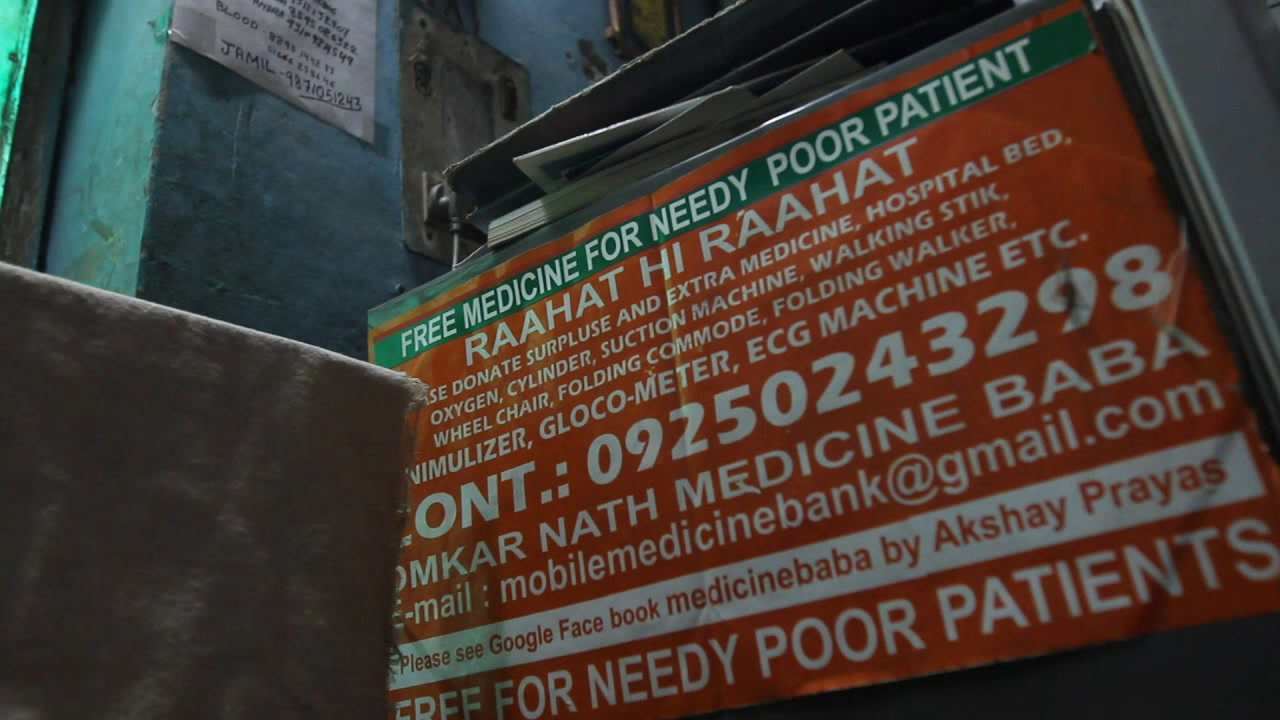 BLOOD
JAMIL-9871051243
FREE MEDICINE FOR NEEDY POOR PATIENT
RAAHAT HI RAAHAT
ASE DONATE SURPLUSE AND EXTRA MEDICINE, HOSPITAL BED,
OXYGEN, CYLINDER, SUCTION MACHINE, WALKING STIK,
WHEEL CHAIR, FOLDING COMMODE, FOLDING WALKER,
NIMULIZER, GLOCO-METER, ECG MACHINE ETC.
CONT.: 09250243298
OMKAR NATH MEDICINE BABA
E-mail : mobilemedicinebank@gmail.com
Please see Google Face book medicinebaba by Akshay Prayas
FREE FOR NEEDY POOR PATIENTS